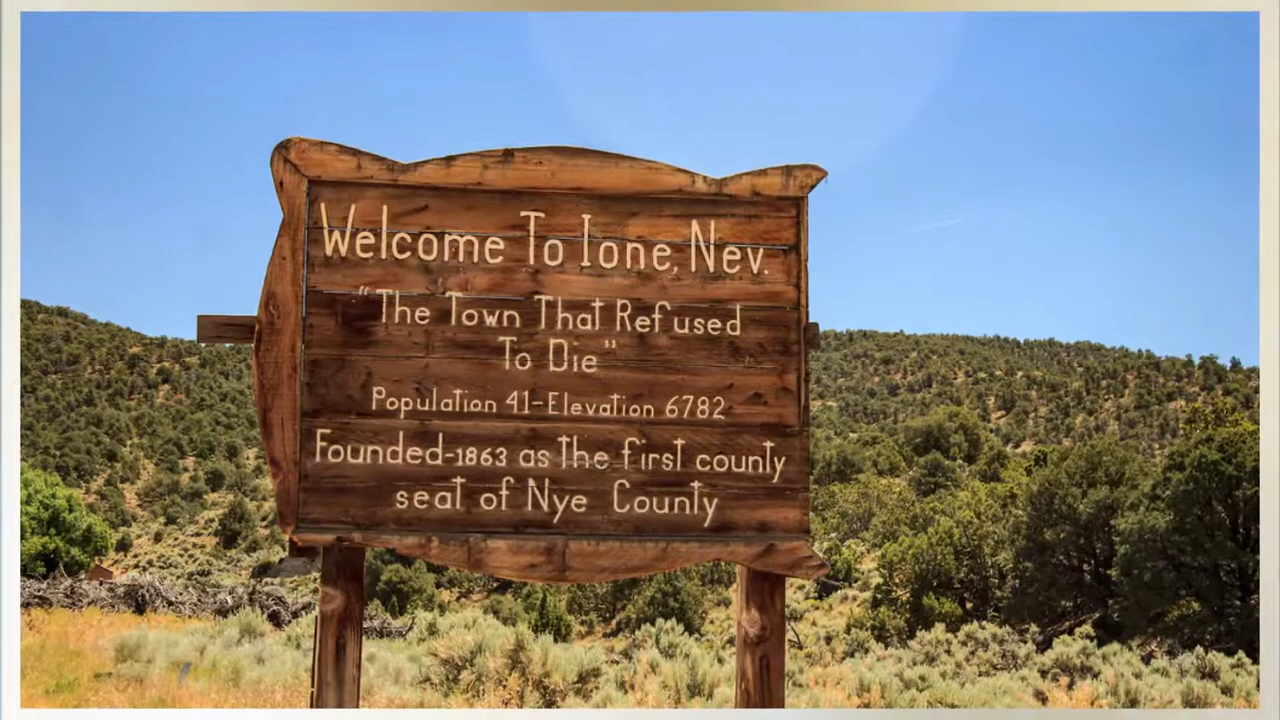 Welcome To Ione, Nev.
"The Town That Refused
To Die"
Population 41-Elevation 6782
Founded-1863 as the first county
seat of Nye County